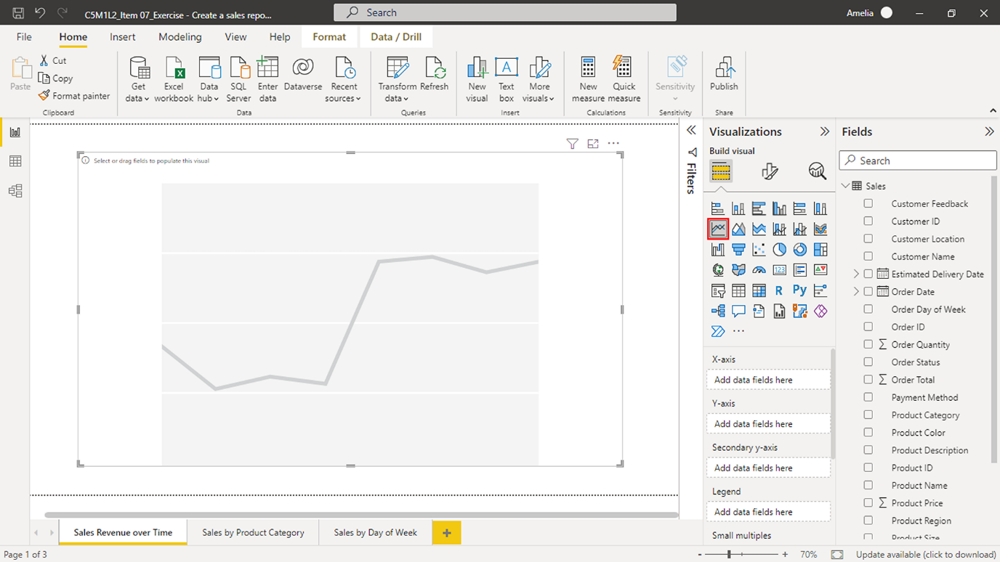 C5M1L2_Item 07_Exercise - Create a sales repo...
Search
Amelia
File
Home
Insert
Modeling
View
Help
Format
Data / Drill
Paste
Cut
Copy
Format painter
Clipboard
Get data
Excel workbook
Data hub
SQL Server
Enter data
Dataverse
Recent sources
Data
Transform data
Refresh
Queries
New visual
Text box
More visuals
Insert
New measure
Quick measure
Calculations
Sensitivity
Sensitivity
Publish
Share
Select or drag fields to populate this visual
Filters
Visualizations
Build visual
123
R
Py
X-axis
Add data fields here
Y-axis
Add data fields here
Secondary y-axis
Add data fields here
Legend
Add data fields here
Small multiples
Fields
Search
Sales
Customer Feedback
Customer ID
Customer Location
Customer Name
Estimated Delivery Date
Order Date
Order Day of Week
Order ID
Order Quantity
Order Status
Order Total
Payment Method
Product Category
Product Color
Product Description
Product ID
Product Name
Product Price
Product Region
Product Size
Sales Revenue over Time
Sales by Product Category
Sales by Day of Week
Page 1 of 3
- + 70%
Update available (click to download)